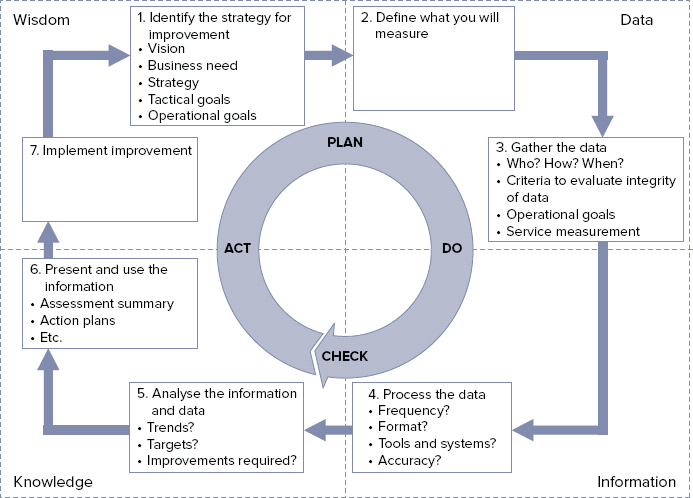 Wisdom
Data
1. Identify the strategy for
improvement
• Vision
• Business need
• Strategy
• Tactical goals
• Operational goals
2. Define what you will
measure
3. Gather the data
• Who? How? When?
• Criteria to evaluate integrity
of data
• Operational goals
• Service measurement
4. Process the data
• Frequency?
• Format?
• Tools and systems?
• Accuracy?
5. Analyse the information
and data
• Trends?
• Targets?
• Improvements required?
6. Present and use the
information
• Assessment summary
• Action plans
• Etc.
7. Implement improvement
PLAN
DO
CHECK
ACT
Knowledge
Information